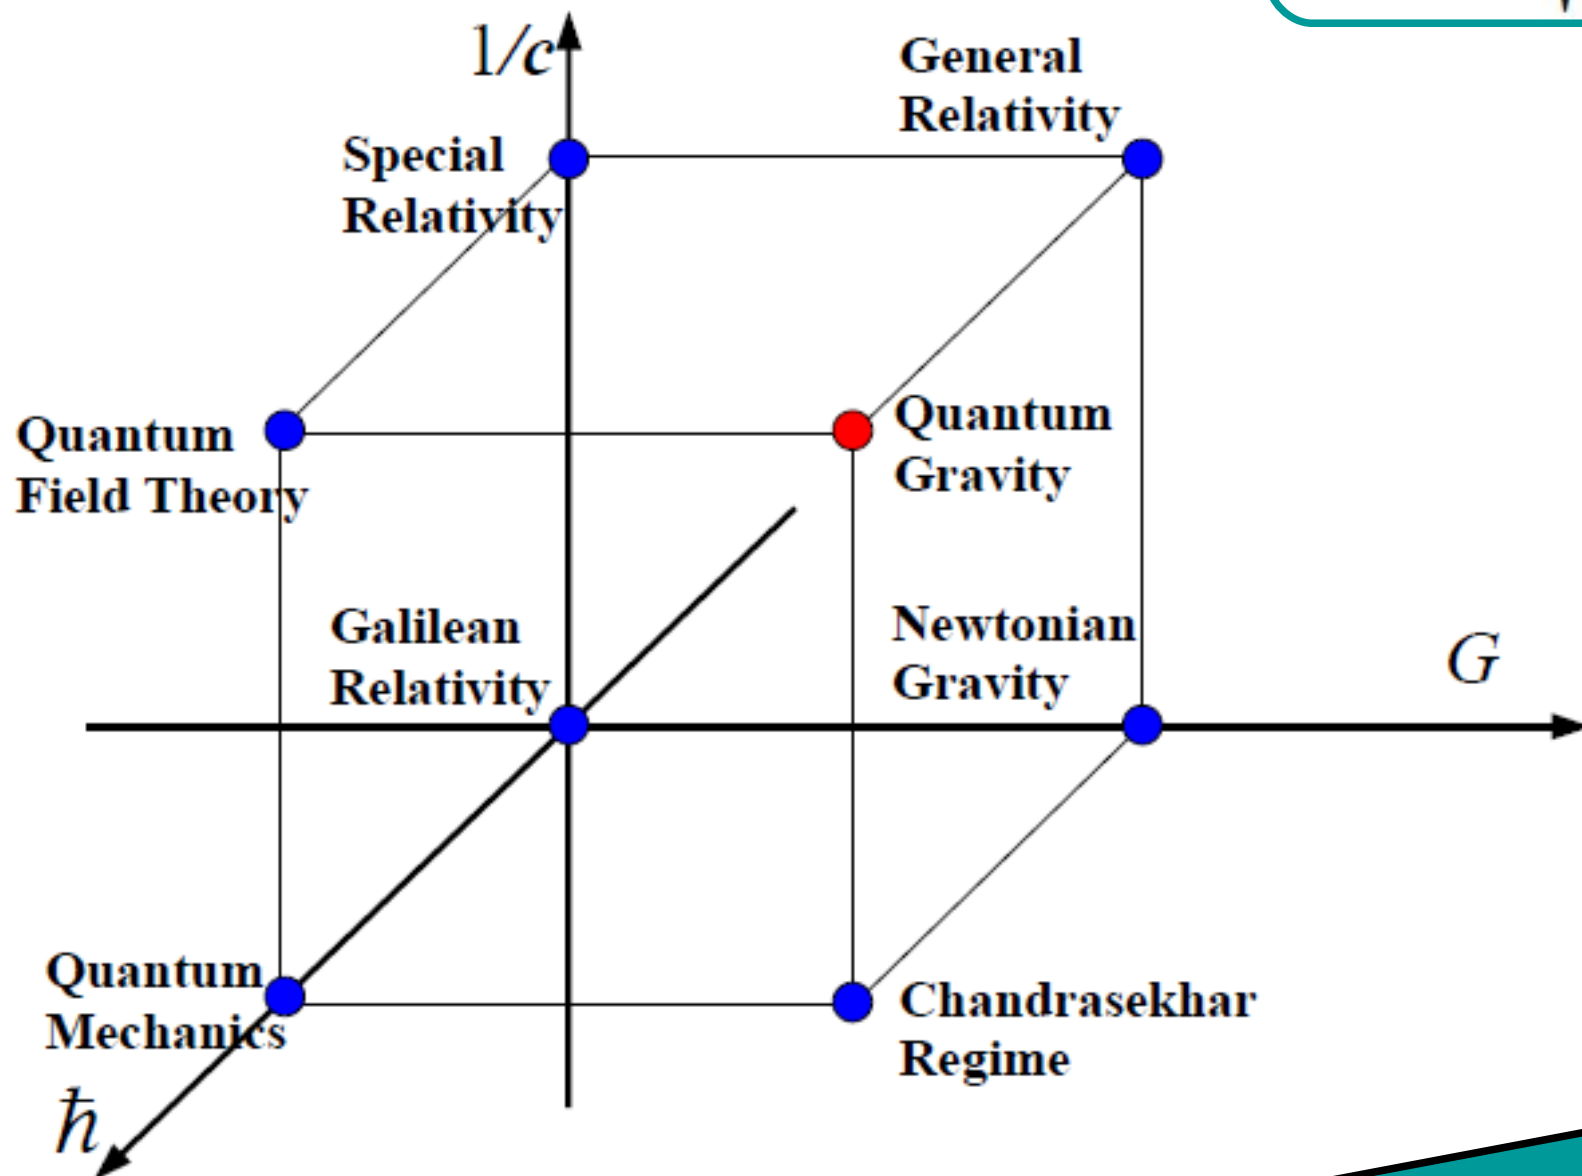 1/c
General
Relativity
Special
Relativity
Quantum
Field Theory
Quantum
Gravity
Galilean
Relativity
Newtonian
Gravity
G
Quantum
Mechanics
Chandrasekhar
Regime
ħ